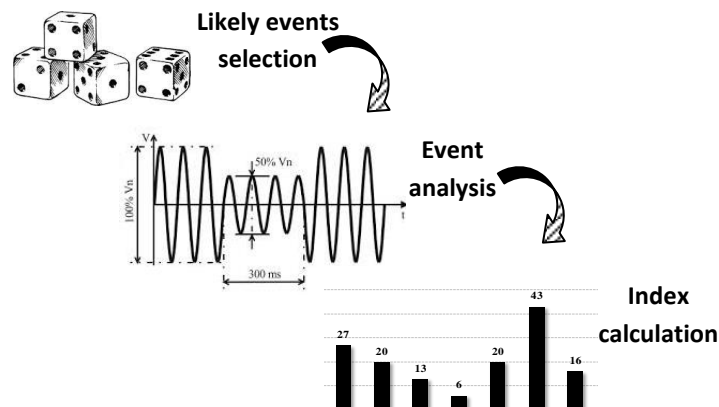 Likely events
selection
V
50% Vn
100% Vn
t
300 ms
Event
analysis
Index
calculation
27
20
13
6
20
43
16